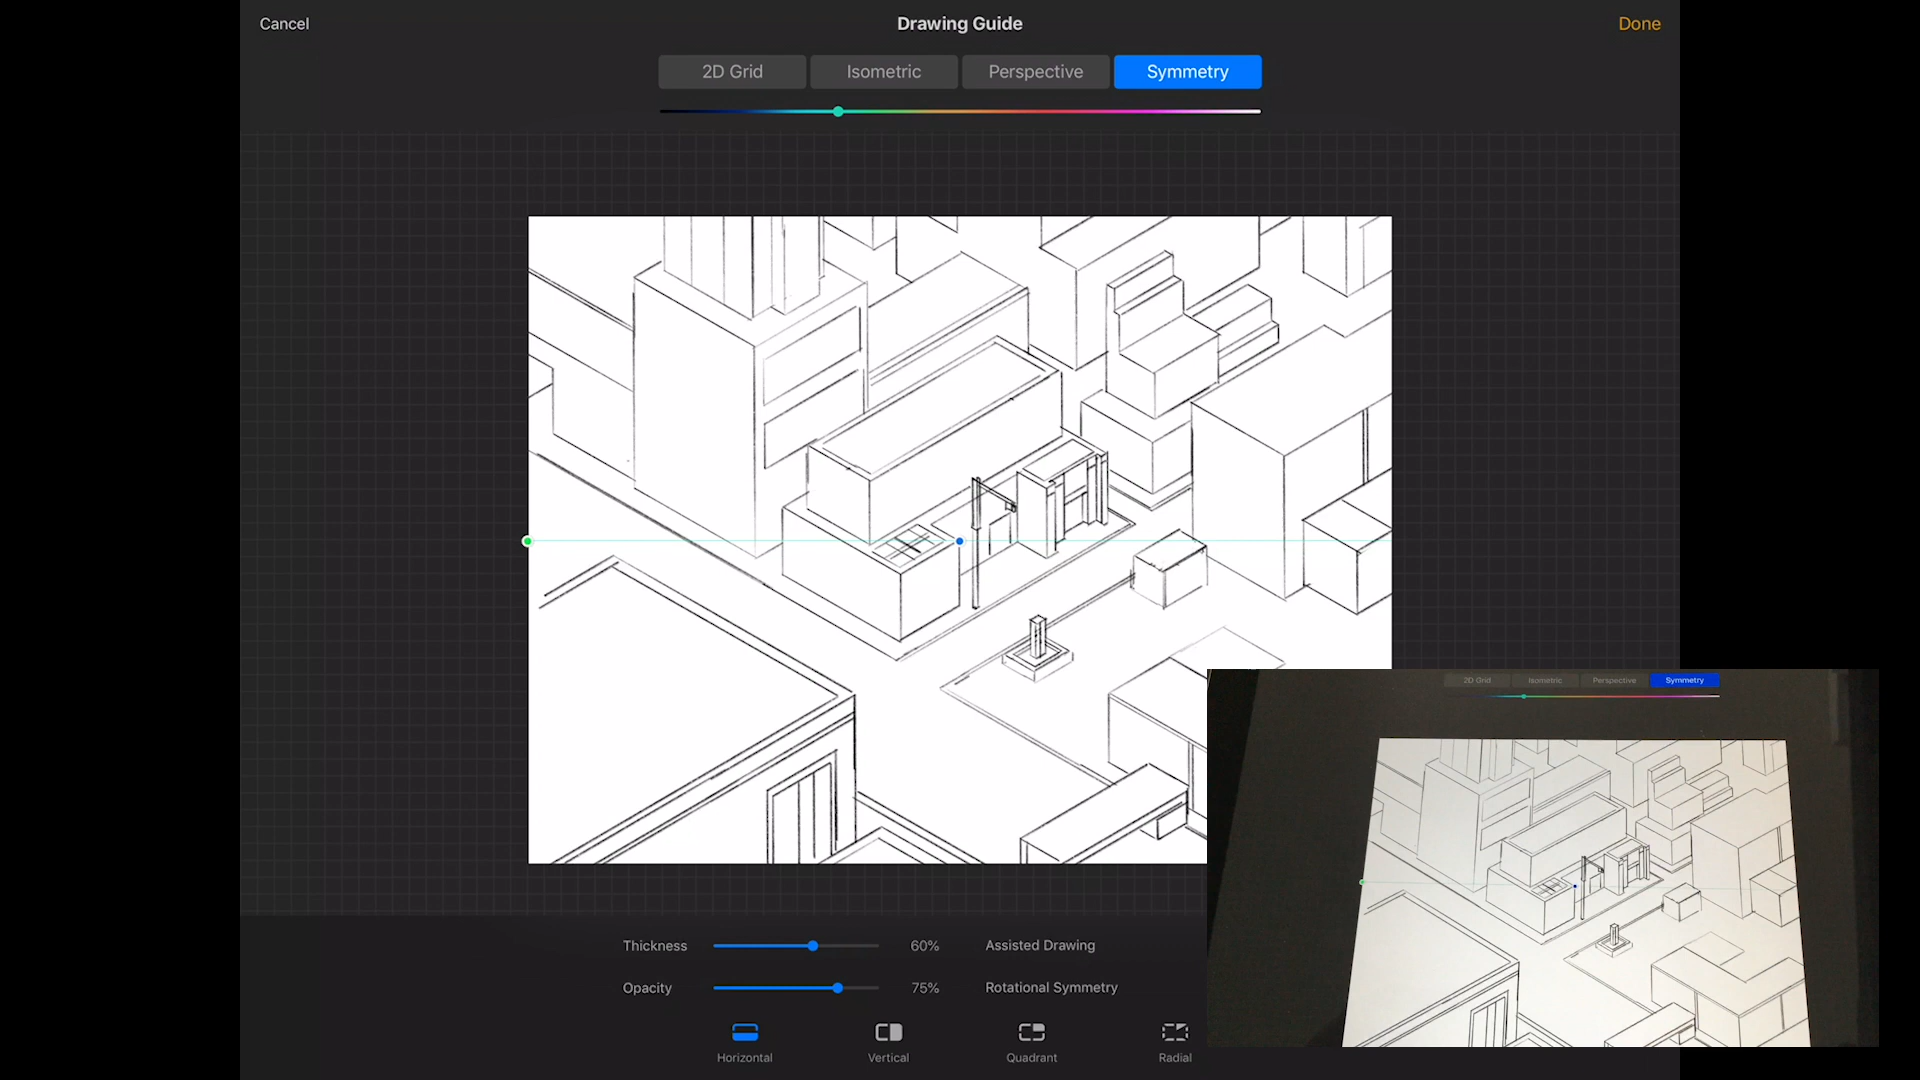 Cancel
Drawing Guide
Done
2D Grid
Isometric
Perspective
Symmetry
Thickness
60%
Assisted Drawing
Opacity
75%
Rotational Symmetry
Horizontal
Vertical
Quadrant
Radial
2D Grid
Isometric
Perspective
Symmetry